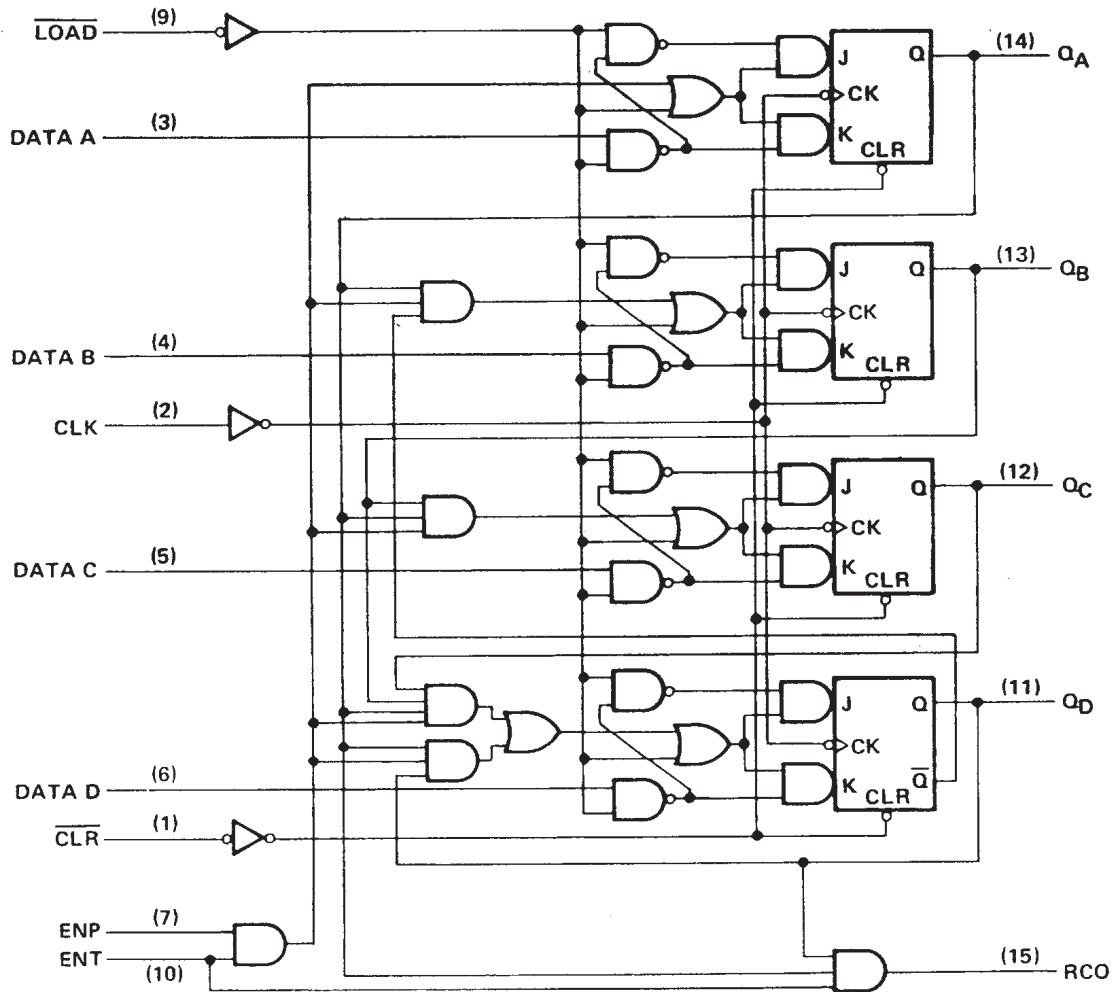 LOAD (9)
J Q (14) QA
CK
DATA A (3)
K
CLR
J Q (13) QB
CK
DATA B (4)
K
CLR
CLK (2)
J Q (12) QC
CK
DATA C (5)
K
CLR
J Q (11) QD
CK
DATA D (6)
K Q
CLR
CLR (1)
ENP (7)
ENT (10)
(15) RCO